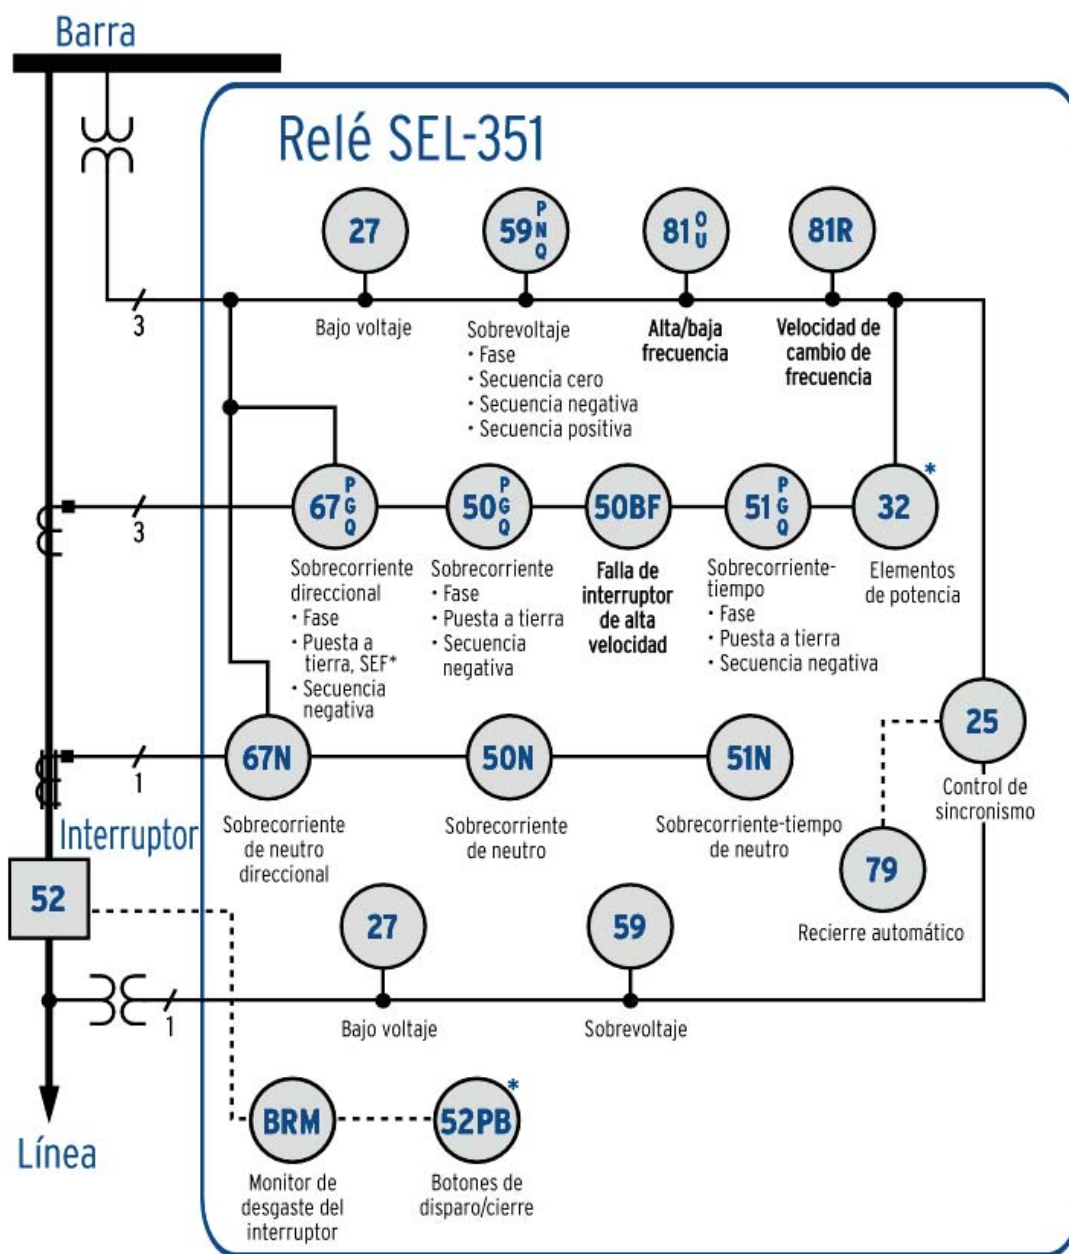 Barra
Relé SEL-351
27
59 P N Q
81 O U
81R
3
Bajo voltaje
Sobrevoltaje
• Fase
• Secuencia cero
• Secuencia negativa
• Secuencia positiva
Alta/baja
frecuencia
Velocidad de
cambio de
frecuencia
67 P G Q
50 P G Q
50BF
51 P G Q
32
*
3
Sobrecorriente
direccional
• Fase
• Puesta a
tierra, SEF*
• Secuencia
negativa
Sobrecorriente
• Fase
• Puesta a tierra
• Secuencia
negativa
Falla de
interruptor
de alta
velocidad
Sobrecorriente-
tiempo
• Fase
• Puesta a tierra
• Secuencia negativa
Elementos
de potencia
25
Control de
sincronismo
67N
50N
51N
1
Sobrecorriente
de neutro
direccional
Sobrecorriente
de neutro
Sobrecorriente-tiempo
de neutro
Interruptor
52
79
Recierre automático
27
59
1
Bajo voltaje
Sobrevoltaje
BRM
52PB
*
Monitor de
desgaste del
interruptor
Botones de
disparo/cierre
Línea